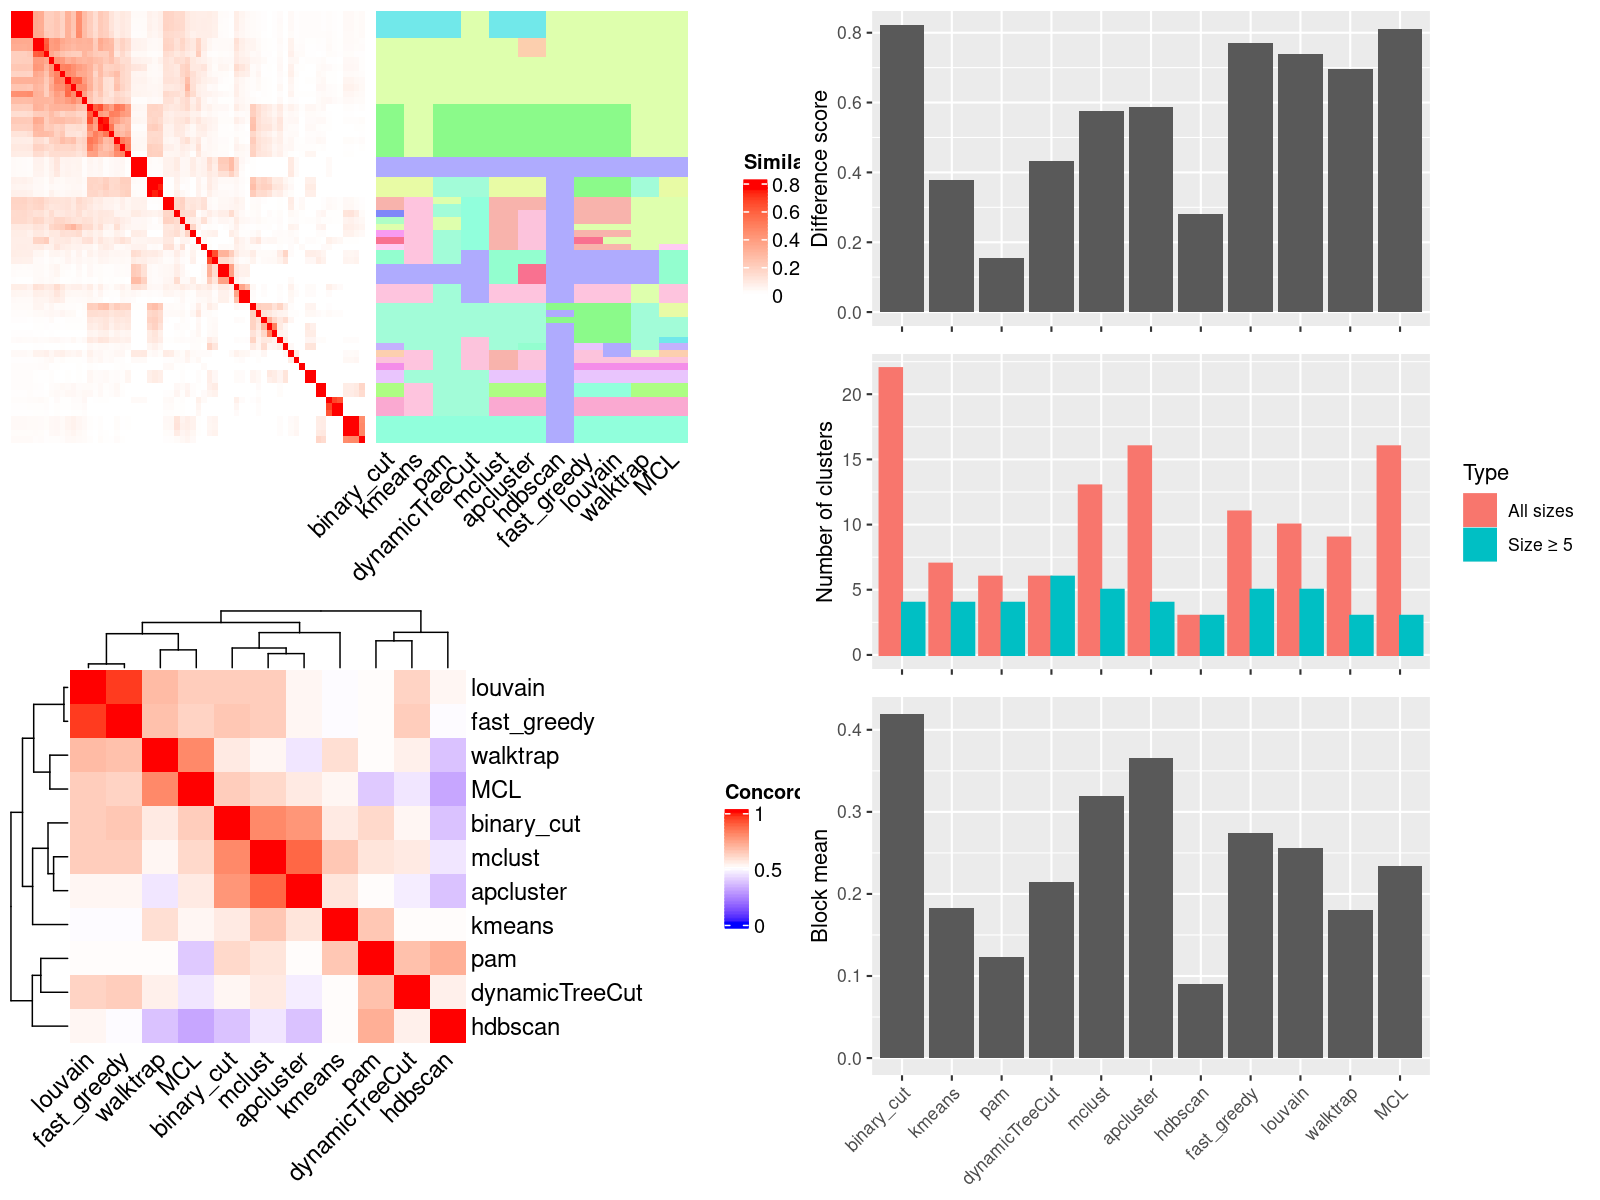 Simila
0.8
0.6
0.4
0.2
0
binary_cut
kmeans
pam
dynamicTreeCut
mclust
apcluster
hdbscan
fast_greedy
louvain
walktrap
MCL
louvain
fast_greedy
walktrap
MCL
binary_cut
mclust
apcluster
kmeans
pam
dynamicTreeCut
hdbscan
louvain
fast_greedy
walktrap
MCL
binary_cut
mclust
apcluster
kmeans
pam
dynamicTreeCut
hdbscan
Concord
1
0.5
0
Difference score
0.8
0.6
0.4
0.2
0.0
Number of clusters
20
15
10
5
0
Type
All sizes
Size ≥ 5
Block mean
0.4
0.3
0.2
0.1
0.0
binary_cut
kmeans
pam
dynamicTreeCut
mclust
apcluster
hdbscan
fast_greedy
louvain
walktrap
MCL